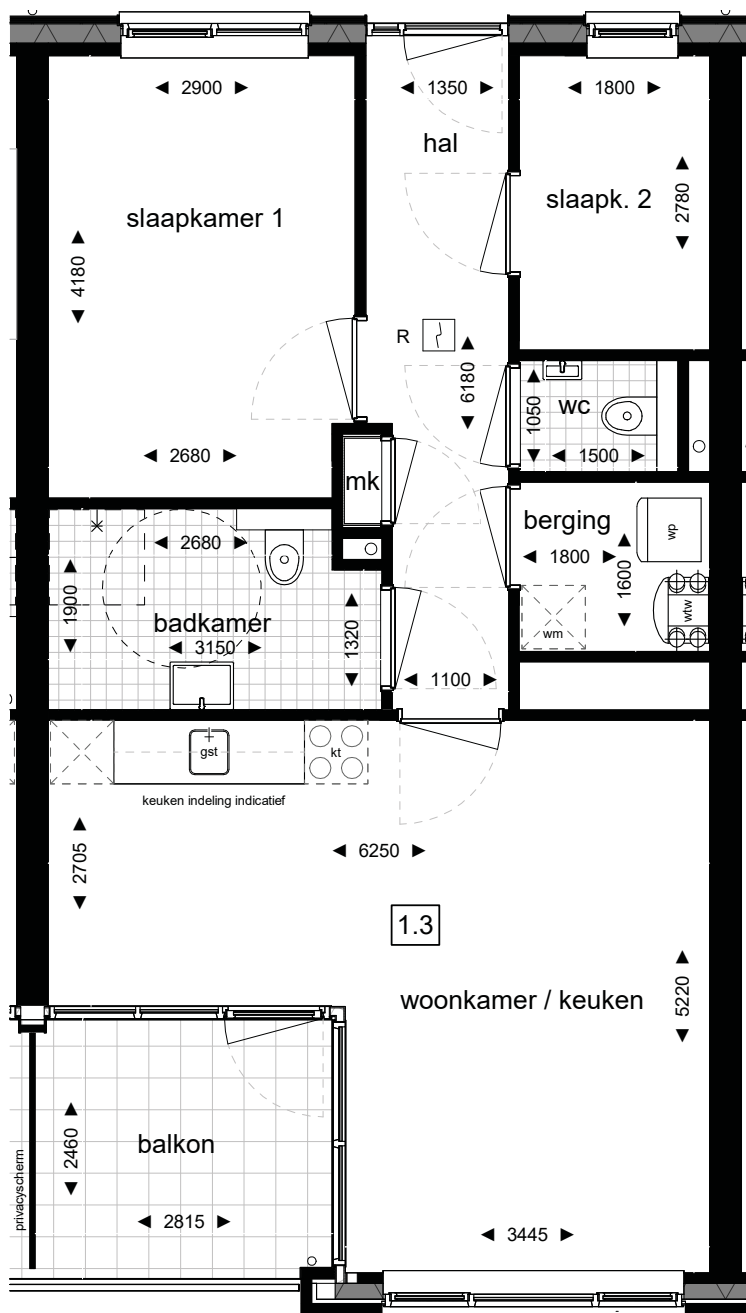 2900
1350
1800
hal
slaapkamer 1
slaapk. 2
2780
4180
R
6180
1050
wc
2680
1500
mk
berging
wp
2680
1800
1600
1900
badkamer
wtw
3150
1320
wm
1100
gst
kt
keuken indeling indicatief
2705
6250
1.3
woonkamer / keuken
5220
balkon
2460
privacyscherm
2815
3445